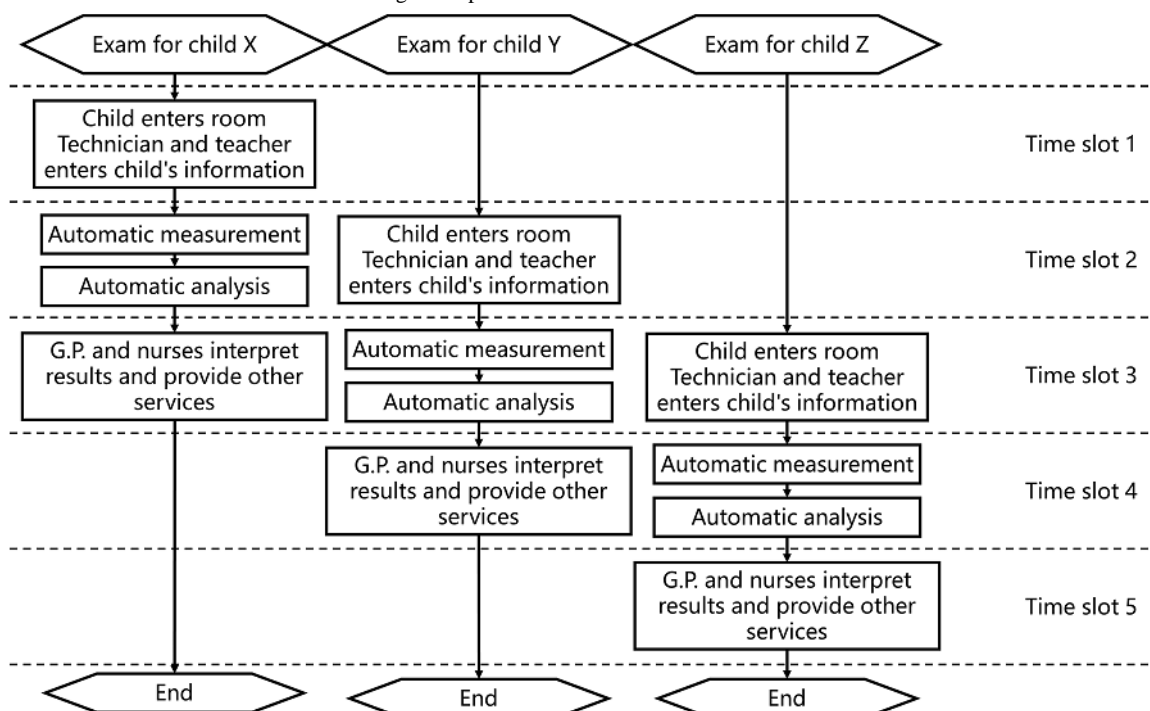 Exam for child X
Exam for child Y
Exam for child Z
Child enters room
Technician and teacher
enters child's information
Time slot 1
Automatic measurement
Automatic analysis
Child enters room
Technician and teacher
enters child's information
Time slot 2
G.P. and nurses interpret
results and provide other
services
Automatic measurement
Automatic analysis
Child enters room
Technician and teacher
enters child's information
Time slot 3
G.P. and nurses interpret
results and provide other
services
Automatic measurement
Automatic analysis
Time slot 4
G.P. and nurses interpret
results and provide other
services
Time slot 5
End
End
End